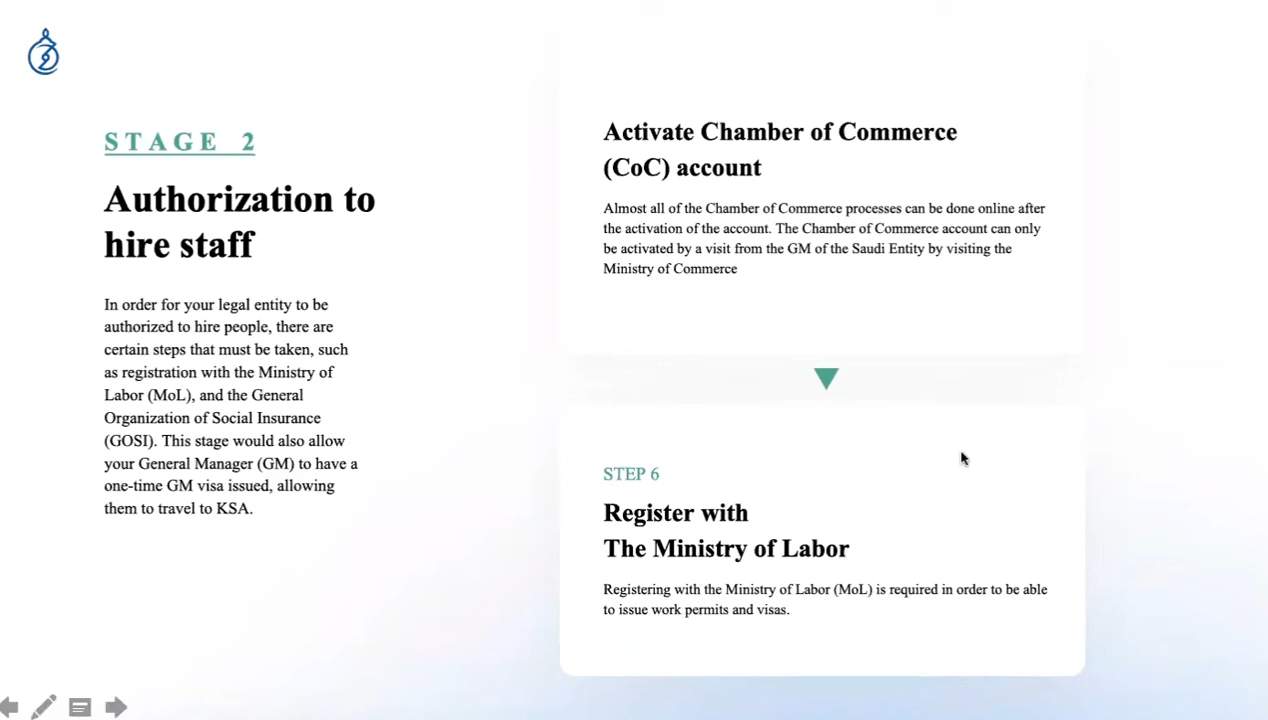 STAGE 2
Authorization to
hire staff
In order for your legal entity to be
authorized to hire people, there are
certain steps that must be taken, such
as registration with the Ministry of
Labor (MoL), and the General
Organization of Social Insurance
(GOSI). This stage would also allow
your General Manager (GM) to have a
one-time GM visa issued, allowing
them to travel to KSA.
Activate Chamber of Commerce
(CoC) account
Almost all of the Chamber of Commerce processes can be done online after
the activation of the account. The Chamber of Commerce account can only
be activated by a visit from the GM of the Saudi Entity by visiting the
Ministry of Commerce
STEP 6
Register with
The Ministry of Labor
Registering with the Ministry of Labor (MoL) is required in order to be able
to issue work permits and visas.